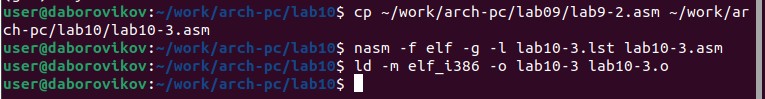 user@daborovikov:~/work/arch-pc/lab10$ cp ~/work/arch-pc/lab09/lab9-2.asm ~/work/ar
ch-pc/lab10/lab10-3.asm
user@daborovikov:~/work/arch-pc/lab10$ nasm -f elf -g -l lab10-3.lst lab10-3.asm
user@daborovikov:~/work/arch-pc/lab10$ ld -m elf_i386 -o lab10-3 lab10-3.o
user@daborovikov:~/work/arch-pc/lab10$